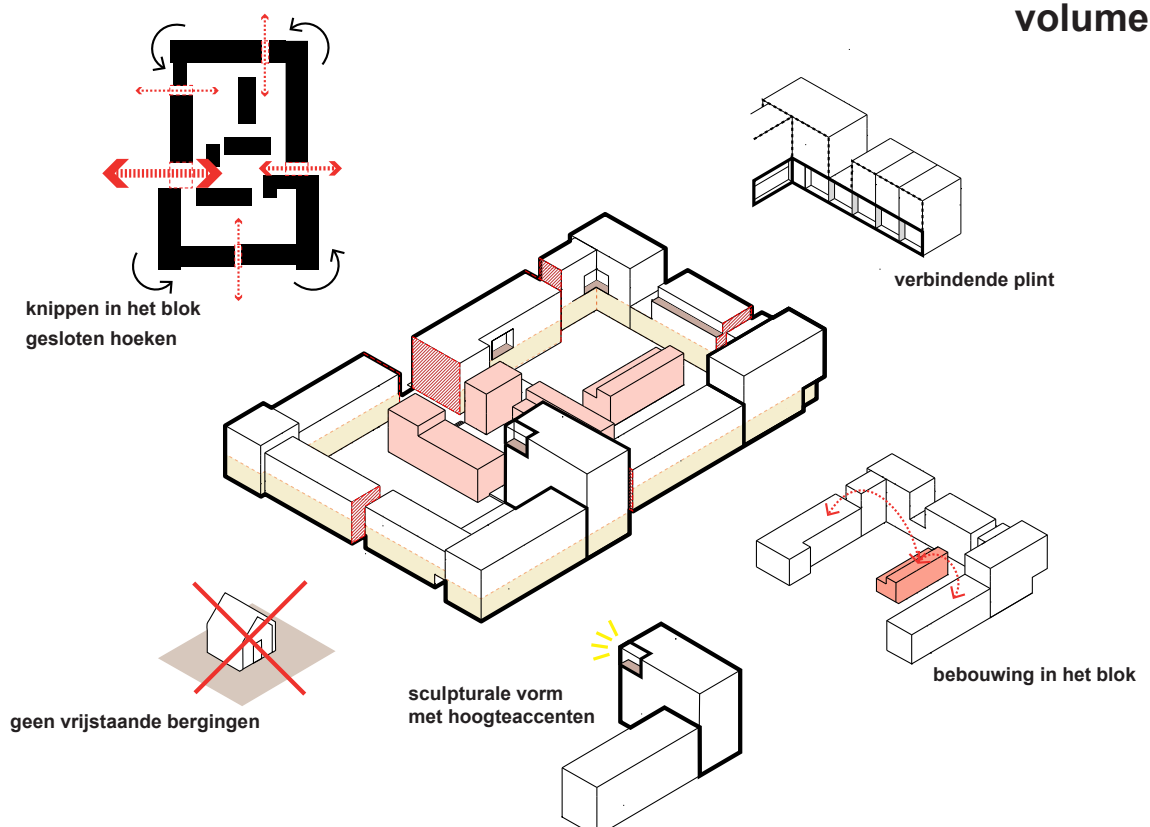 volume
knippen in het blok
gesloten hoeken
verbindende plint
geen vrijstaande bergingen
sculpturale vorm
met hoogteaccenten
bebouwing in het blok